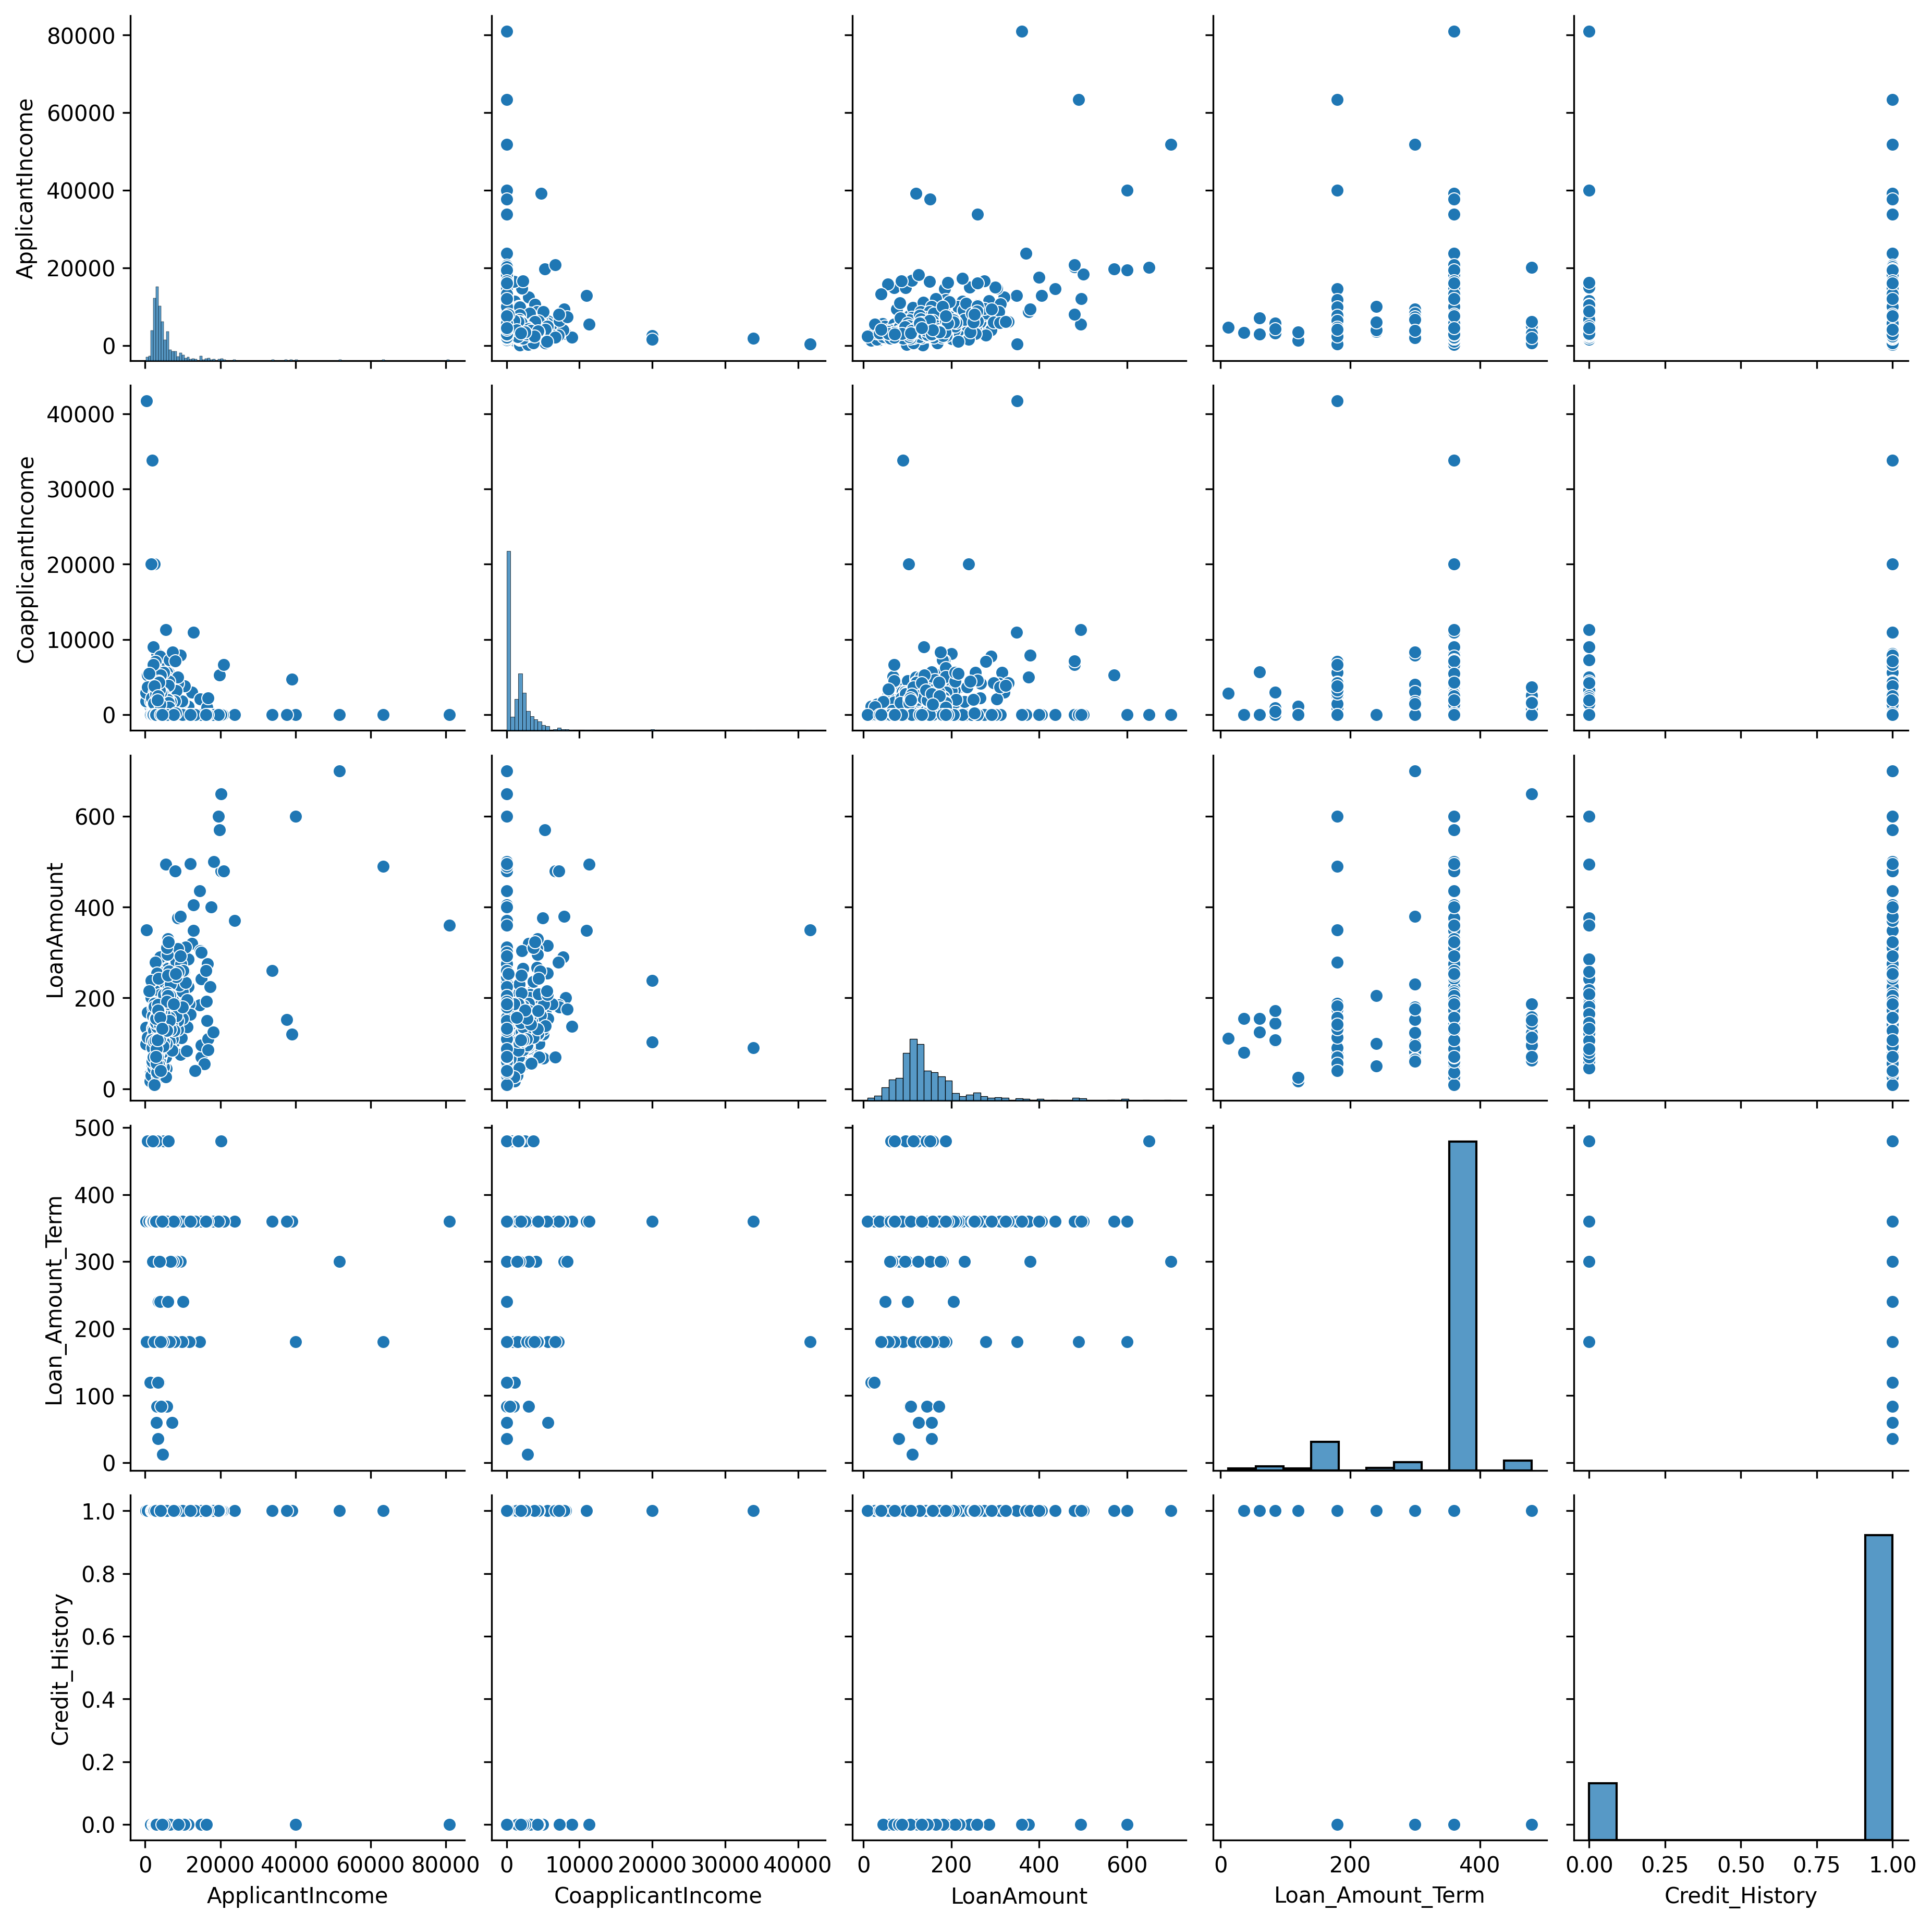 80000
60000
40000
20000
0
ApplicantIncome
40000
30000
20000
10000
0
CoapplicantIncome
600
400
200
0
LoanAmount
500
400
300
200
100
0
Loan_Amount_Term
1.0
0.8
0.6
0.4
0.2
0.0
Credit_History
0 20000 40000 60000 80000
ApplicantIncome
0 10000 20000 30000 40000
CoapplicantIncome
0 200 400 600
LoanAmount
0 200 400
Loan_Amount_Term
0.00 0.25 0.50 0.75 1.00
Credit_History